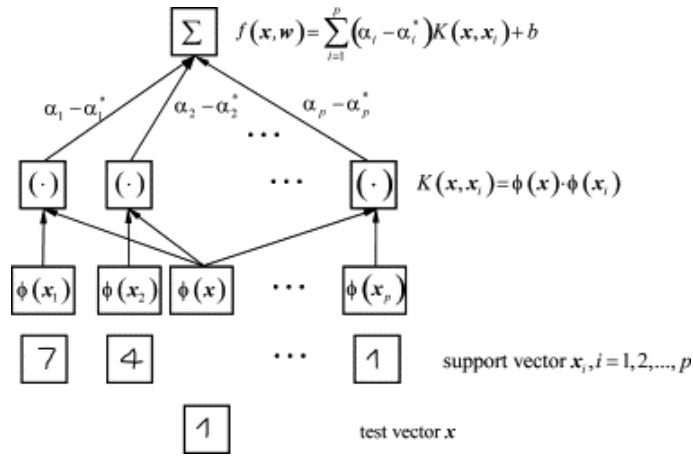 Σ f(x,w)=∑_{i=1}^{p}(α_i−α_i^*)K(x,x_i)+b
α_1−α_1^* α_2−α_2^* α_p−α_p^*
...
(·) (·) ... (·) K(x,x_i)=ϕ(x)·ϕ(x_i)
ϕ(x_1) ϕ(x_2) ϕ(x) ... ϕ(x_p)
7 4 ... 1 support vector x_i, i=1,2,..., p
1 test vector x